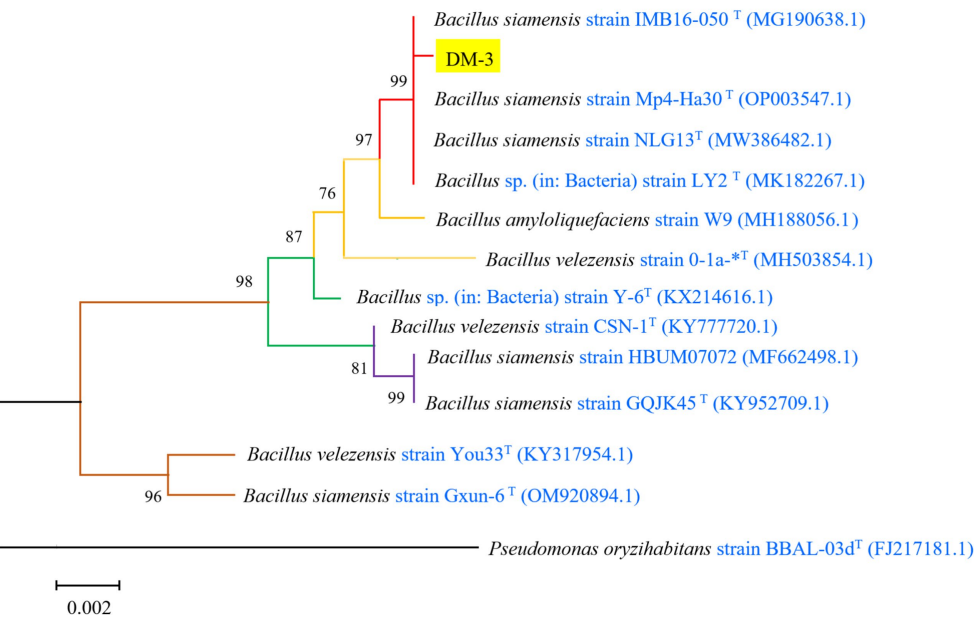 Bacillus siamensis strain IMB16-050 ᵀ (MG190638.1)
DM-3
99
Bacillus siamensis strain Mp4-Ha30 ᵀ (OP003547.1)
97
Bacillus siamensis strain NLG13ᵀ (MW386482.1)
Bacillus sp. (in: Bacteria) strain LY2 ᵀ (MK182267.1)
76
Bacillus amyloliquefaciens strain W9 (MH188056.1)
87
Bacillus velezensis strain 0-1a-*ᵀ (MH503854.1)
98
Bacillus sp. (in: Bacteria) strain Y-6ᵀ (KX214616.1)
Bacillus velezensis strain CSN-1ᵀ (KY777720.1)
Bacillus siamensis strain HBUM07072 (MF662498.1)
81
99
Bacillus siamensis strain GQJK45 ᵀ (KY952709.1)
Bacillus velezensis strain You33ᵀ (KY317954.1)
96
Bacillus siamensis strain Gxun-6 ᵀ (OM920894.1)
Pseudomonas oryzihabitans strain BBAL-03dᵀ (FJ217181.1)
0.002